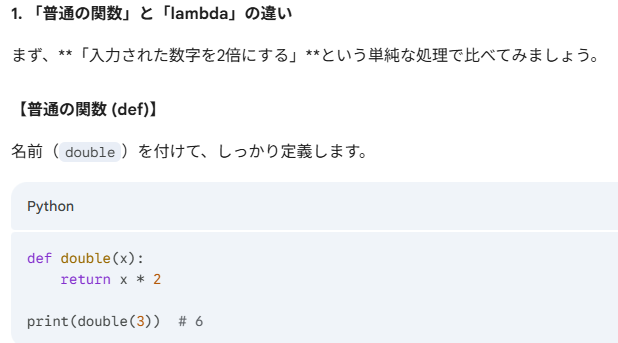 1. 「普通の関数」と「lambda」の違い
まず、**「入力された数字を2倍にする」**という単純な処理で比べてみましょう。
【普通の関数 (def)】
名前（double）を付けて、しっかり定義します。
Python
def double(x):
    return x * 2
print(double(3))  # 6